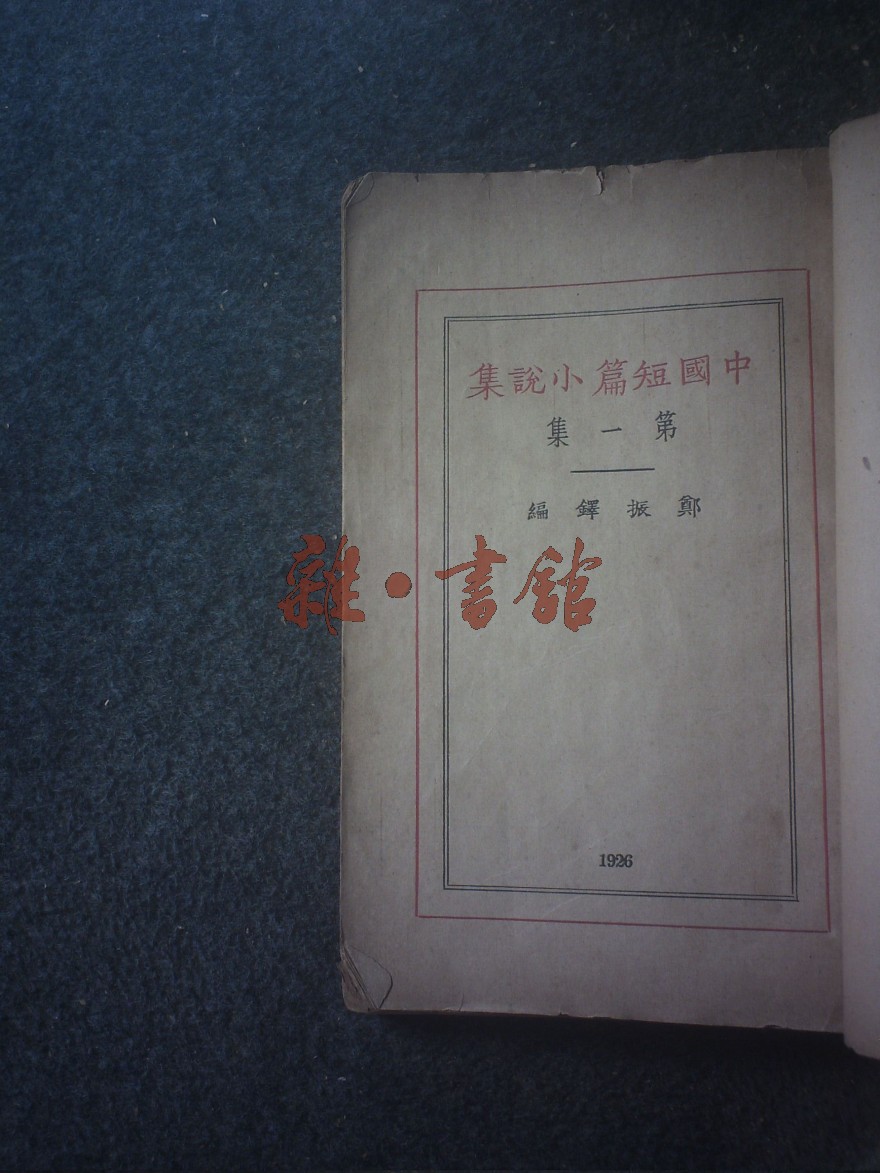 中國短篇小說集
第一集
鄭振鐸編
雜·書館
1926